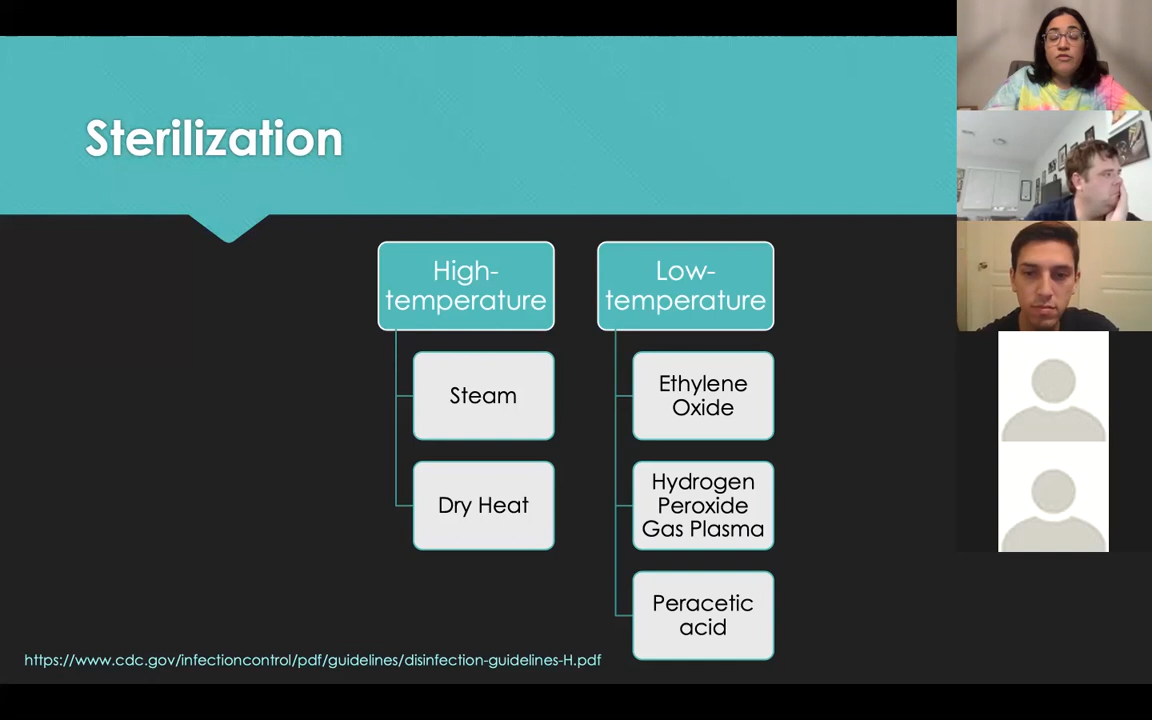 Sterilization
High-
temperature
Steam
Dry Heat
Low-
temperature
Ethylene
Oxide
Hydrogen
Peroxide
Gas Plasma
Peracetic
acid
https://www.cdc.gov/infectioncontrol/pdf/guidelines/disinfection-guidelines-H.pdf